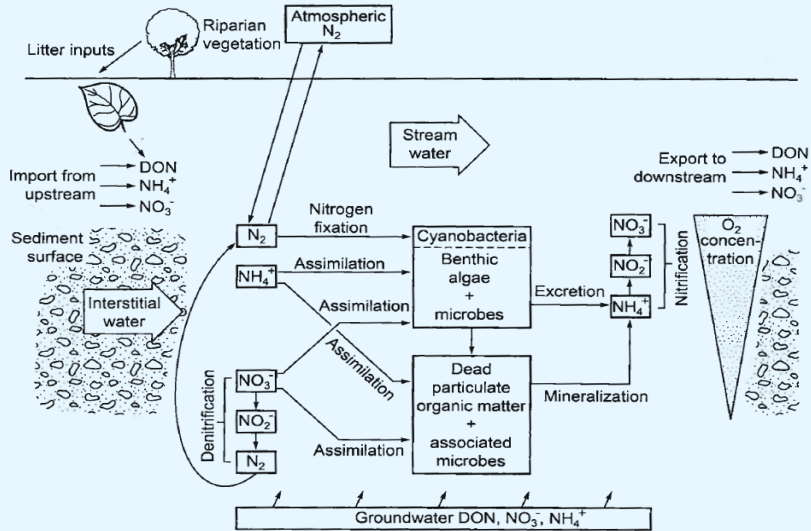 Atmospheric
N₂
Riparian
vegetation
Litter inputs
Stream
water
Import from
upstream
DON
NH₄⁺
NO₃⁻
Export to
downstream
DON
NH₄⁺
NO₃⁻
Sediment
surface
Interstitial
water
N₂
Nitrogen
fixation
NH₄⁺
Assimilation
Assimilation
Assimilation
Cyanobacteria
Benthic
algae
+
microbes
Excretion
NO₃⁻
NO₂⁻
NH₄⁺
Nitrification
O₂
concen-
tration
Denitrification
NO₃⁻
NO₂⁻
N₂
Assimilation
Dead
particulate
organic matter
+
associated
microbes
Mineralization
Groundwater DON, NO₃⁻, NH₄⁺